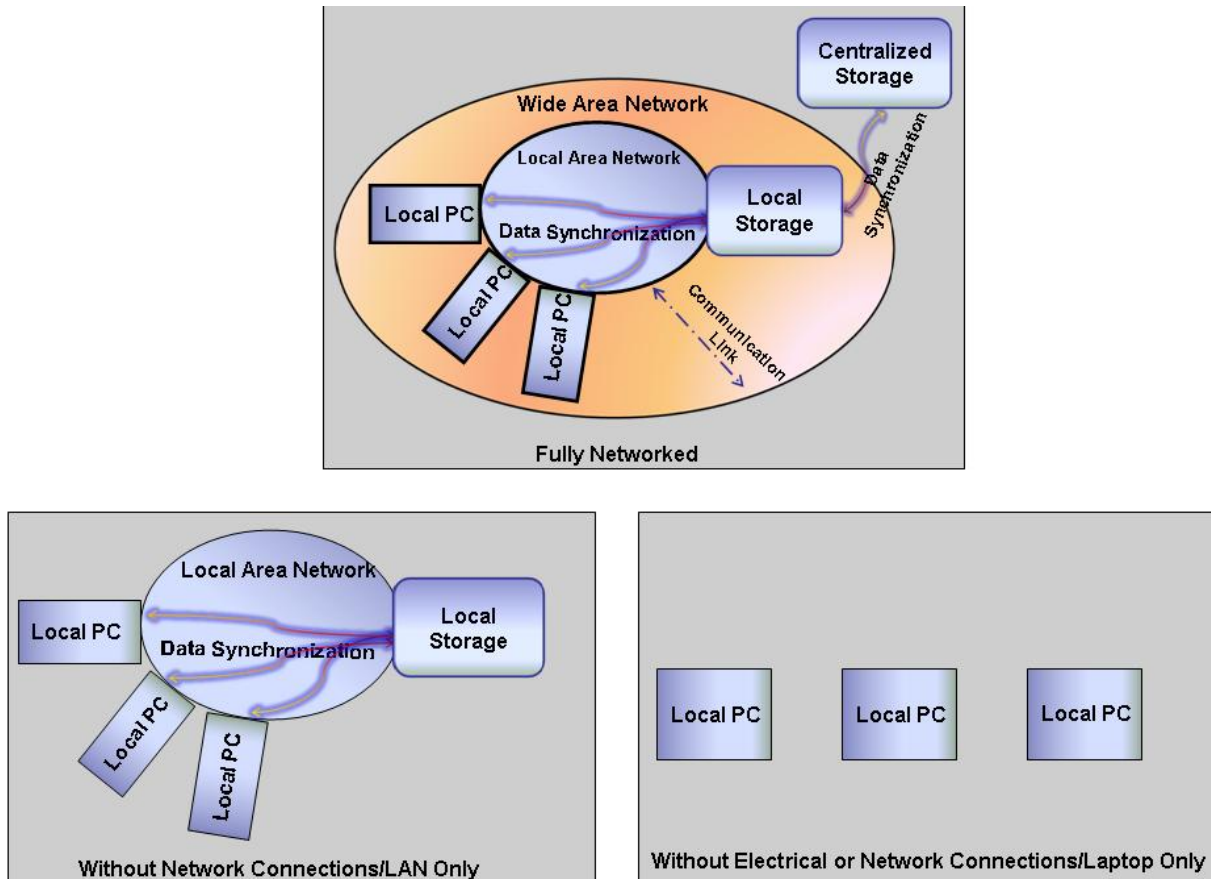 Centralized
Storage
Wide Area Network
Data
Synchronization
Local Area Network
Local PC
Local
Storage
Data Synchronization
Local PC
Local PC
Communication
Link
Fully Networked
Local Area Network
Local PC
Local
Storage
Data Synchronization
Local PC
Local PC
Without Network Connections/LAN Only
Local PC
Local PC
Local PC
Without Electrical or Network Connections/Laptop Only